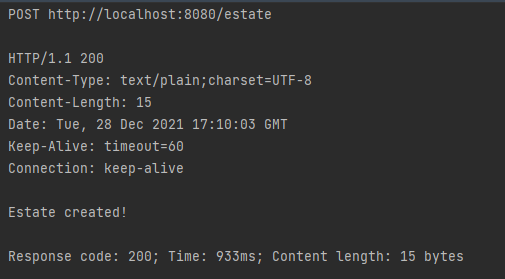 POST http://localhost:8080/estate
HTTP/1.1 200
Content-Type: text/plain;charset=UTF-8
Content-Length: 15
Date: Tue, 28 Dec 2021 17:10:03 GMT
Keep-Alive: timeout=60
Connection: keep-alive
Estate created!
Response code: 200; Time: 933ms; Content length: 15 bytes